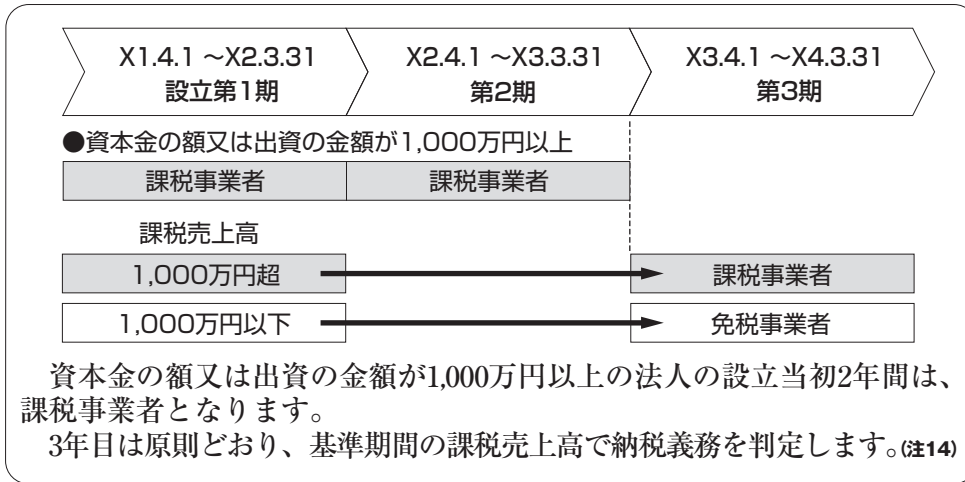 X1.4.1 ～X2.3.31
設立第1期
X2.4.1 ～X3.3.31
第2期
X3.4.1 ～X4.3.31
第3期
●資本金の額又は出資の金額が1,000万円以上
課税事業者
課税事業者
課税売上高
1,000万円超
課税事業者
1,000万円以下
免税事業者
資本金の額又は出資の金額が1,000万円以上の法人の設立当初2年間は、
課税事業者となります。
3年目は原則どおり、基準期間の課税売上高で納税義務を判定します。(注14)